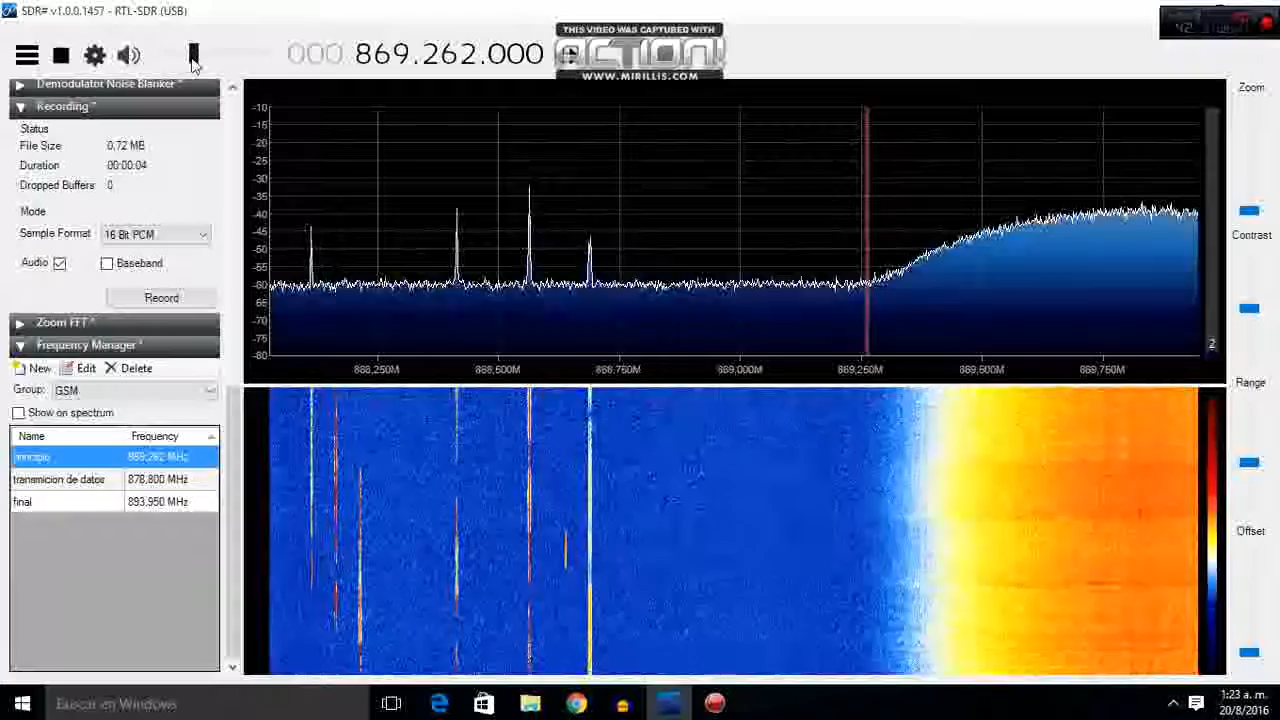 SDR# v1.0.0.1457 - RTL-SDR (USB)
THIS VIDEO WAS CAPTURED WITH
ACTION!
WWW.MIRILLIS.COM
000 869.262.000
Demodulator Noise Blanker *
Recording *
Status
File Size 0,72 MB
Duration 00:00:04
Dropped Buffers: 0
Mode
Sample Format 16 Bit PCM
Audio
Baseband
Record
Zoom FFT *
Frequency Manager *
New Edit Delete
Group: GSM
Show on spectrum
Name Frequency
869,262 MHz
transmicion de datos 878,800 MHz
final 893,950 MHz
-10
-15
-20
-25
-30
-35
-40
-45
-50
-55
-60
-65
-70
-75
-80
868,250M 868,500M 868,750M 869,000M 869,250M 869,500M 869,750M
2
Zoom
Contrast
Range
Offset
Buscar en Windows
1:23 a. m.
20/8/2016